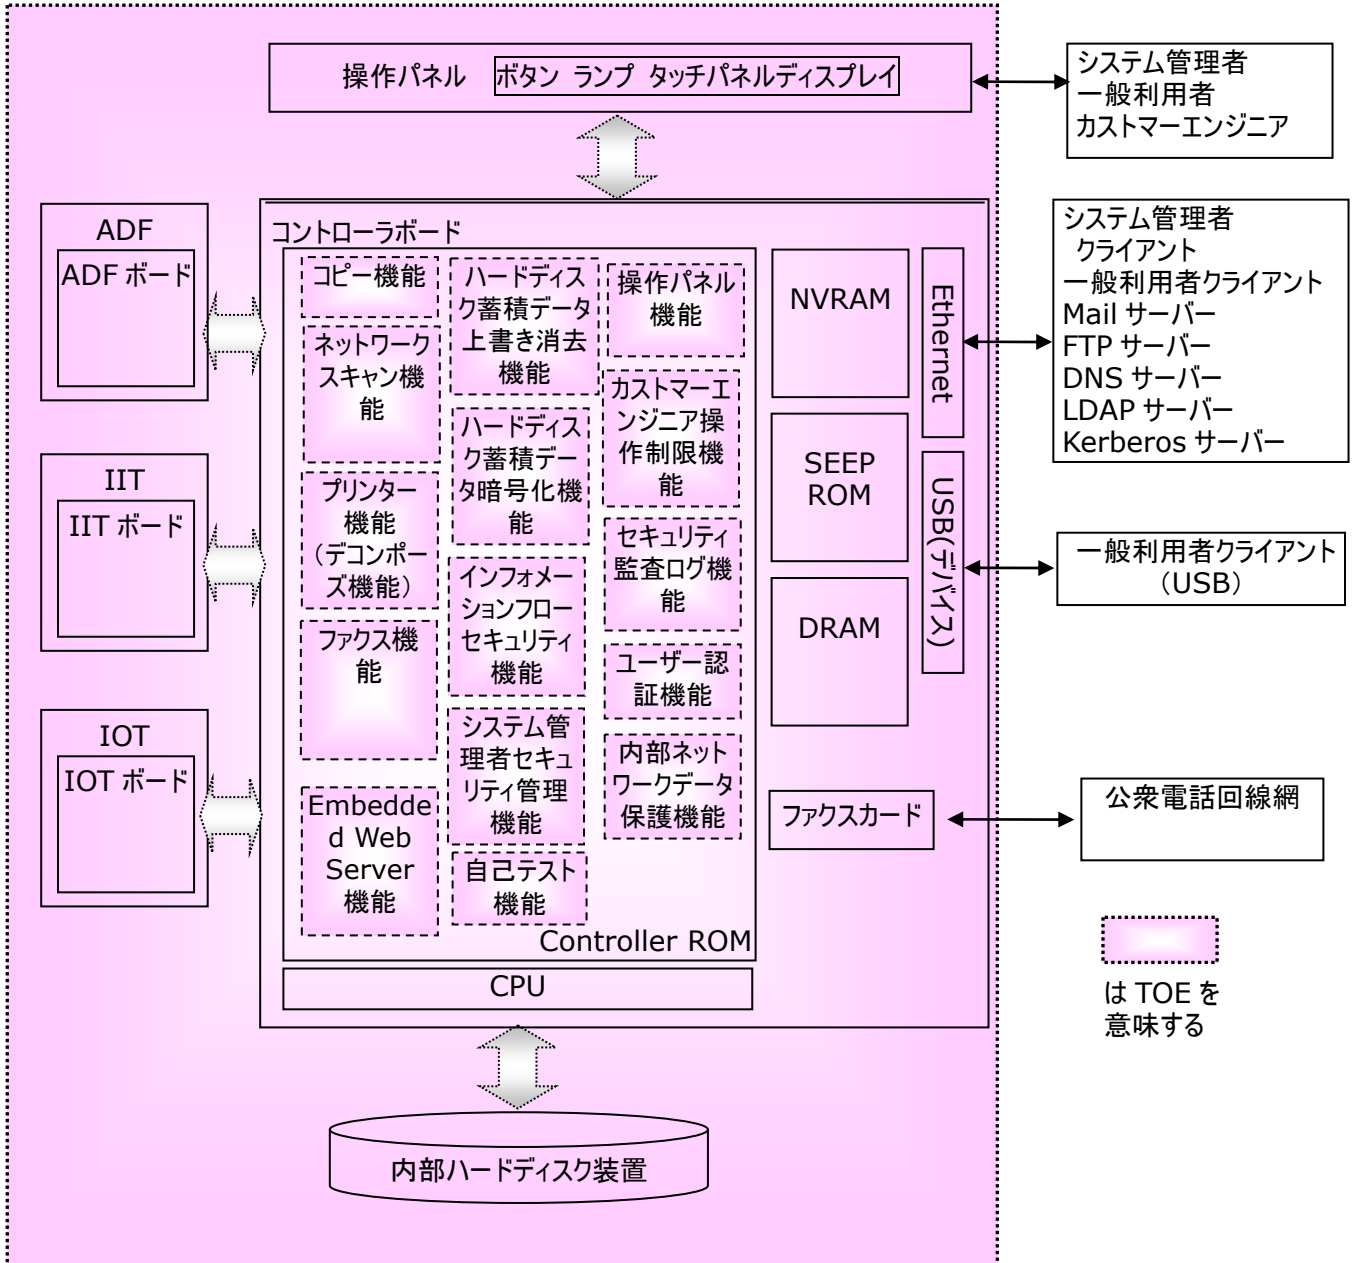 操作パネル ボタン ランプ タッチパネルディスプレイ
システム管理者
一般利用者
カストマーエンジニア
ADF
ADF ボード
IIT
IIT ボード
IOT
IOT ボード
コントローラボード
コピー機能
ネットワーク
スキャン機
能
プリンター
機能
（デコンポー
ズ機能）
ファクス機
能
Embedde
d Web
Server
機能
ハードディス
ク蓄積データ
上書き消去
機能
ハードディス
ク蓄積デー
タ暗号化機
能
インフォメー
ションフロー
セキュリティ
機能
システム管
理者セキュ
リティ管理
機能
自己テスト
機能
操作パネル
機能
カストマーエ
ンジニア操
作制限機
能
セキュリティ
監査ログ機
能
ユーザー認
証機能
内部ネット
ワークデータ
保護機能
Controller ROM
CPU
NVRAM
SEEP
ROM
DRAM
ファクスカード
Ethernet
USB(デバイス)
システム管理者
クライアント
一般利用者クライアント
Mail サーバー
FTP サーバー
DNS サーバー
LDAP サーバー
Kerberos サーバー
一般利用者クライアント
（USB）
公衆電話回線網
は TOE を
意味する
内部ハードディスク装置